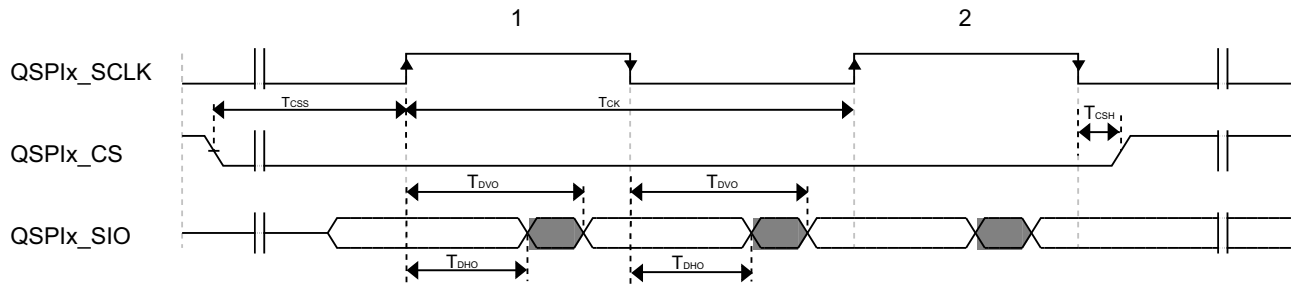 1 2
QSPIx_SCLK
TCSS TCK
TCSH
QSPIx_CS
TDVO TDVO
QSPIx_SIO
TDHO TDHO